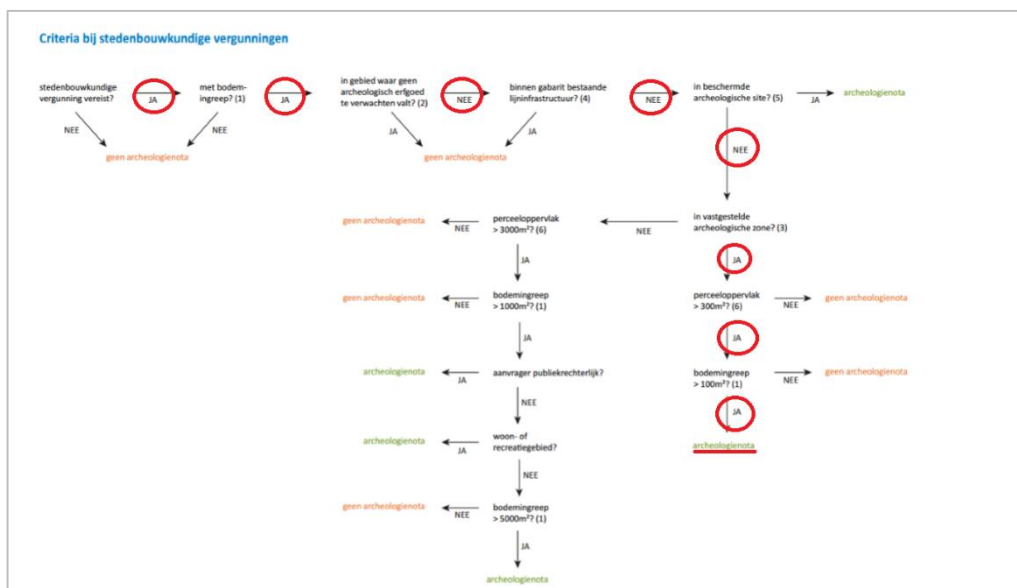 Criteria bij stedenbouwkundige vergunningen
stedenbouwkundige
vergunning vereist?
JA
met bodem-
ingreep? (1)
JA
in gebied waar geen
archeologisch erfgoed
te verwachten valt? (2)
NEE
binnen gabarit bestaande
lijninfrastructuur? (4)
NEE
in beschermde
archeologische site? (5)
JA
archeologienota
NEE
NEE
JA
JA
NEE
geen archeologienota
geen archeologienota
geen archeologienota
NEE
perceeloppervlak
> 3000m²? (6)
NEE
in vastgestelde
archeologische zone? (3)
JA
JA
geen archeologienota
NEE
bodemingreep
> 1000m²? (1)
perceeloppervlak
> 300m²? (6)
NEE
geen archeologienota
JA
JA
archeologienota
JA
aanvrager publiekrechterlijk?
bodemingreep
> 100m²? (1)
NEE
geen archeologienota
NEE
JA
archeologienota
JA
woon- of
recreatiegebied?
archeologienota
NEE
geen archeologienota
NEE
bodemingreep
> 5000m²? (1)
JA
archeologienota